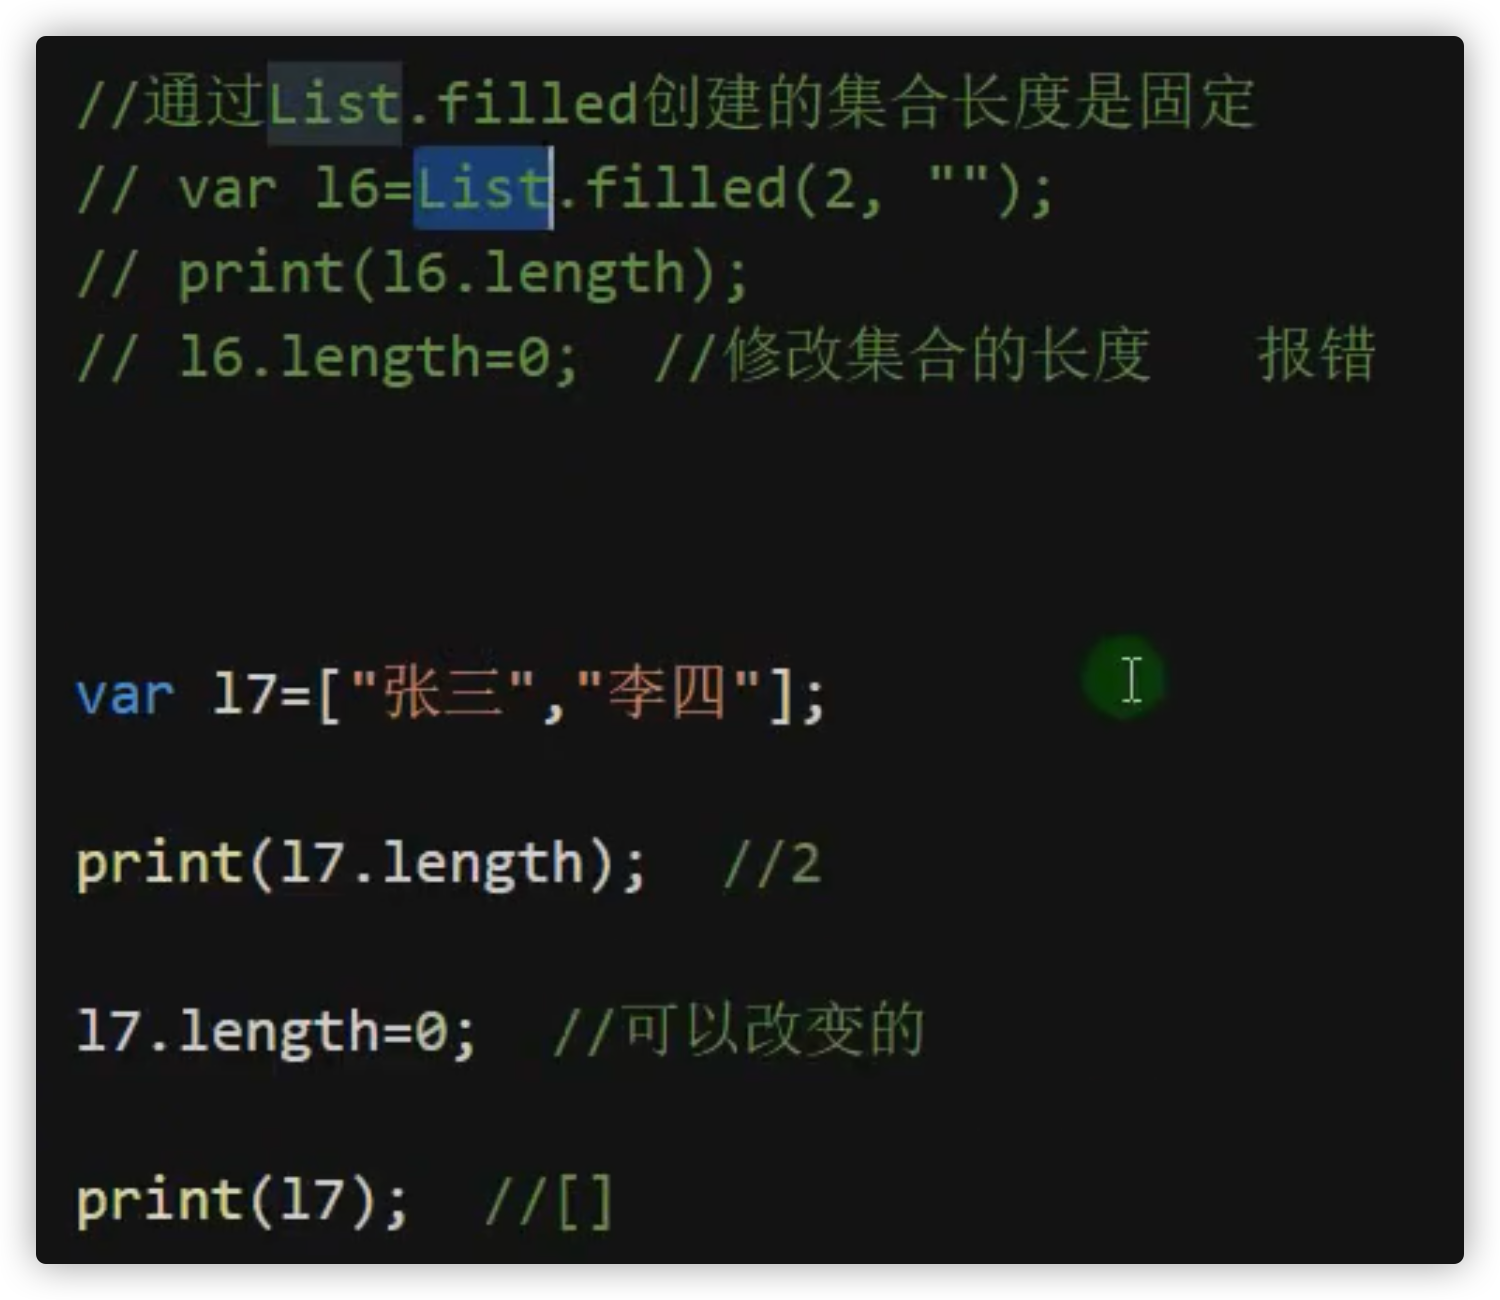 //通过List.filled创建的集合长度是固定
// var l6=List.filled(2, "");
// print(l6.length);
// l6.length=0;  //修改集合的长度   报错
var l7=["张三","李四"];
print(l7.length);  //2
l7.length=0;  //可以改变的
print(l7);  //[]